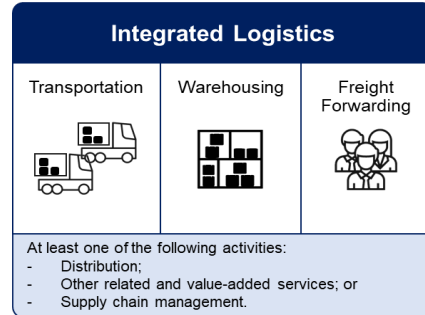 Integrated Logistics
Transportation
Warehousing
Freight
Forwarding
At least one of the following activities:
- Distribution;
- Other related and value-added services; or
- Supply chain management.